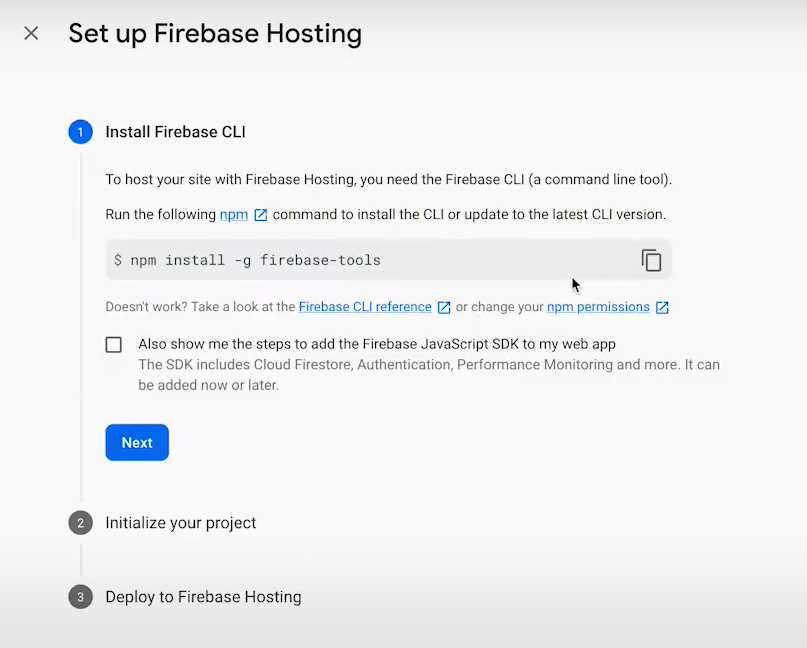 Set up Firebase Hosting
1 Install Firebase CLI
To host your site with Firebase Hosting, you need the Firebase CLI (a command line tool).
Run the following npm command to install the CLI or update to the latest CLI version.
$ npm install -g firebase-tools
Doesn't work? Take a look at the Firebase CLI reference or change your npm permissions
Also show me the steps to add the Firebase JavaScript SDK to my web app
The SDK includes Cloud Firestore, Authentication, Performance Monitoring and more. It can
be added now or later.
Next
2 Initialize your project
3 Deploy to Firebase Hosting